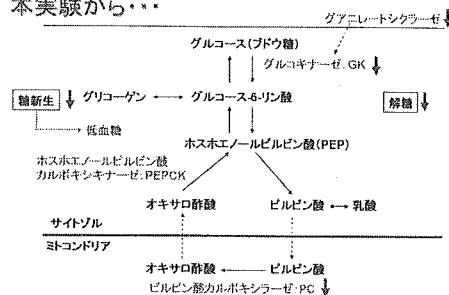 本実験から・・・
グアニレートシクラーゼ
グルコース(ブドウ糖)
グルコキナーゼ:GK
糖新生 グリコーゲン グルコース-6-リン酸 解糖
低血糖
ホスホエノールピルビン酸(PEP)
ホスホエノールピルビン酸
カルボキシキナーゼ:PEPCK
オキサロ酢酸 ピルビン酸 乳酸
サイトゾル
ミトコンドリア
オキサロ酢酸 ピルビン酸
ピルビン酸カルボキシラーゼ:PC